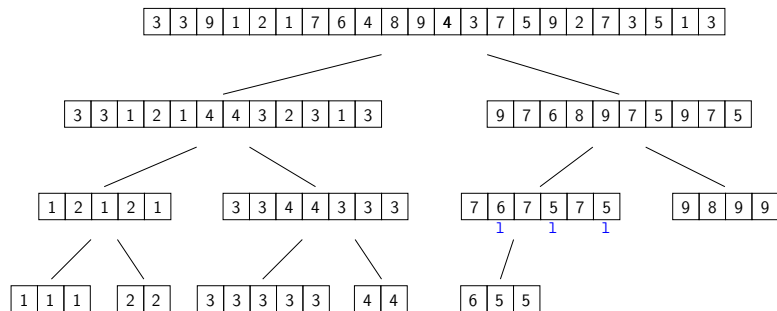 3 3 9 1 2 1 7 6 4 8 9 4 3 7 5 9 2 7 3 5 1 3
3 3 1 2 1 4 4 3 2 3 1 3 9 7 6 8 9 7 5 9 7 5
1 2 1 2 1 3 3 4 4 3 3 3 7 6 7 5 7 5 9 8 9 9
l l l
1 1 1 2 2 3 3 3 3 3 4 4 6 5 5